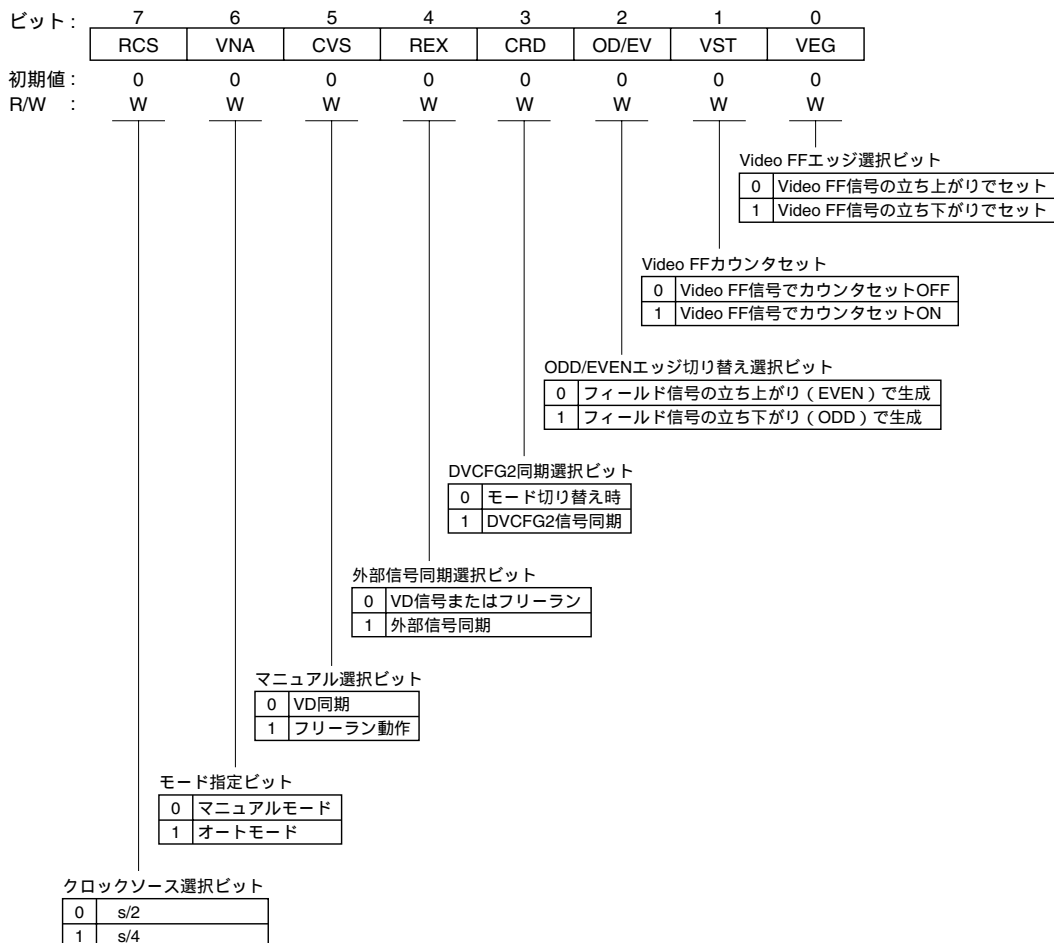 ビット : 7 6 5 4 3 2 1 0
RCS VNA CVS REX CRD OD/EV VST VEG
初期値 : 0 0 0 0 0 0 0 0
R/W : W W W W W W W W
Video FFエッジ選択ビット
0 Video FF信号の立ち上がりでセット
1 Video FF信号の立ち下がりでセット
Video FFカウンタセット
0 Video FF信号でカウンタセットOFF
1 Video FF信号でカウンタセットON
ODD/EVENエッジ切り替え選択ビット
0 フィールド信号の立ち上がり（EVEN）で生成
1 フィールド信号の立ち下がり（ODD）で生成
DVCFG2同期選択ビット
0 モード切り替え時
1 DVCFG2信号同期
外部信号同期選択ビット
0 VD信号またはフリーラン
1 外部信号同期
マニュアル選択ビット
0 VD同期
1 フリーラン動作
モード指定ビット
0 マニュアルモード
1 オートモード
クロックソース選択ビット
0 s/2
1 s/4